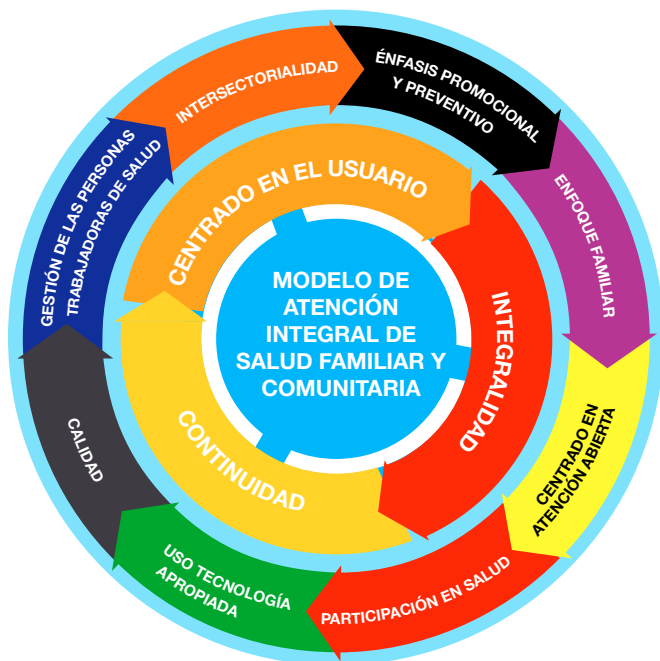 MODELO DE
ATENCIÓN
INTEGRAL DE
SALUD FAMILIAR Y
COMUNITARIA
CENTRADO EN EL USUARIO
INTEGRALIDAD
CONTINUIDAD
INTERSECTORIALIDAD
ÉNFASIS PROMOCIONAL
Y PREVENTIVO
ENFOQUE FAMILIAR
CENTRADO EN
ATENCIÓN ABIERTA
PARTICIPACIÓN EN SALUD
USO TECNOLOGÍA
APROPIADA
CALIDAD
GESTIÓN DE LAS PERSONAS
TRABAJADORAS DE SALUD